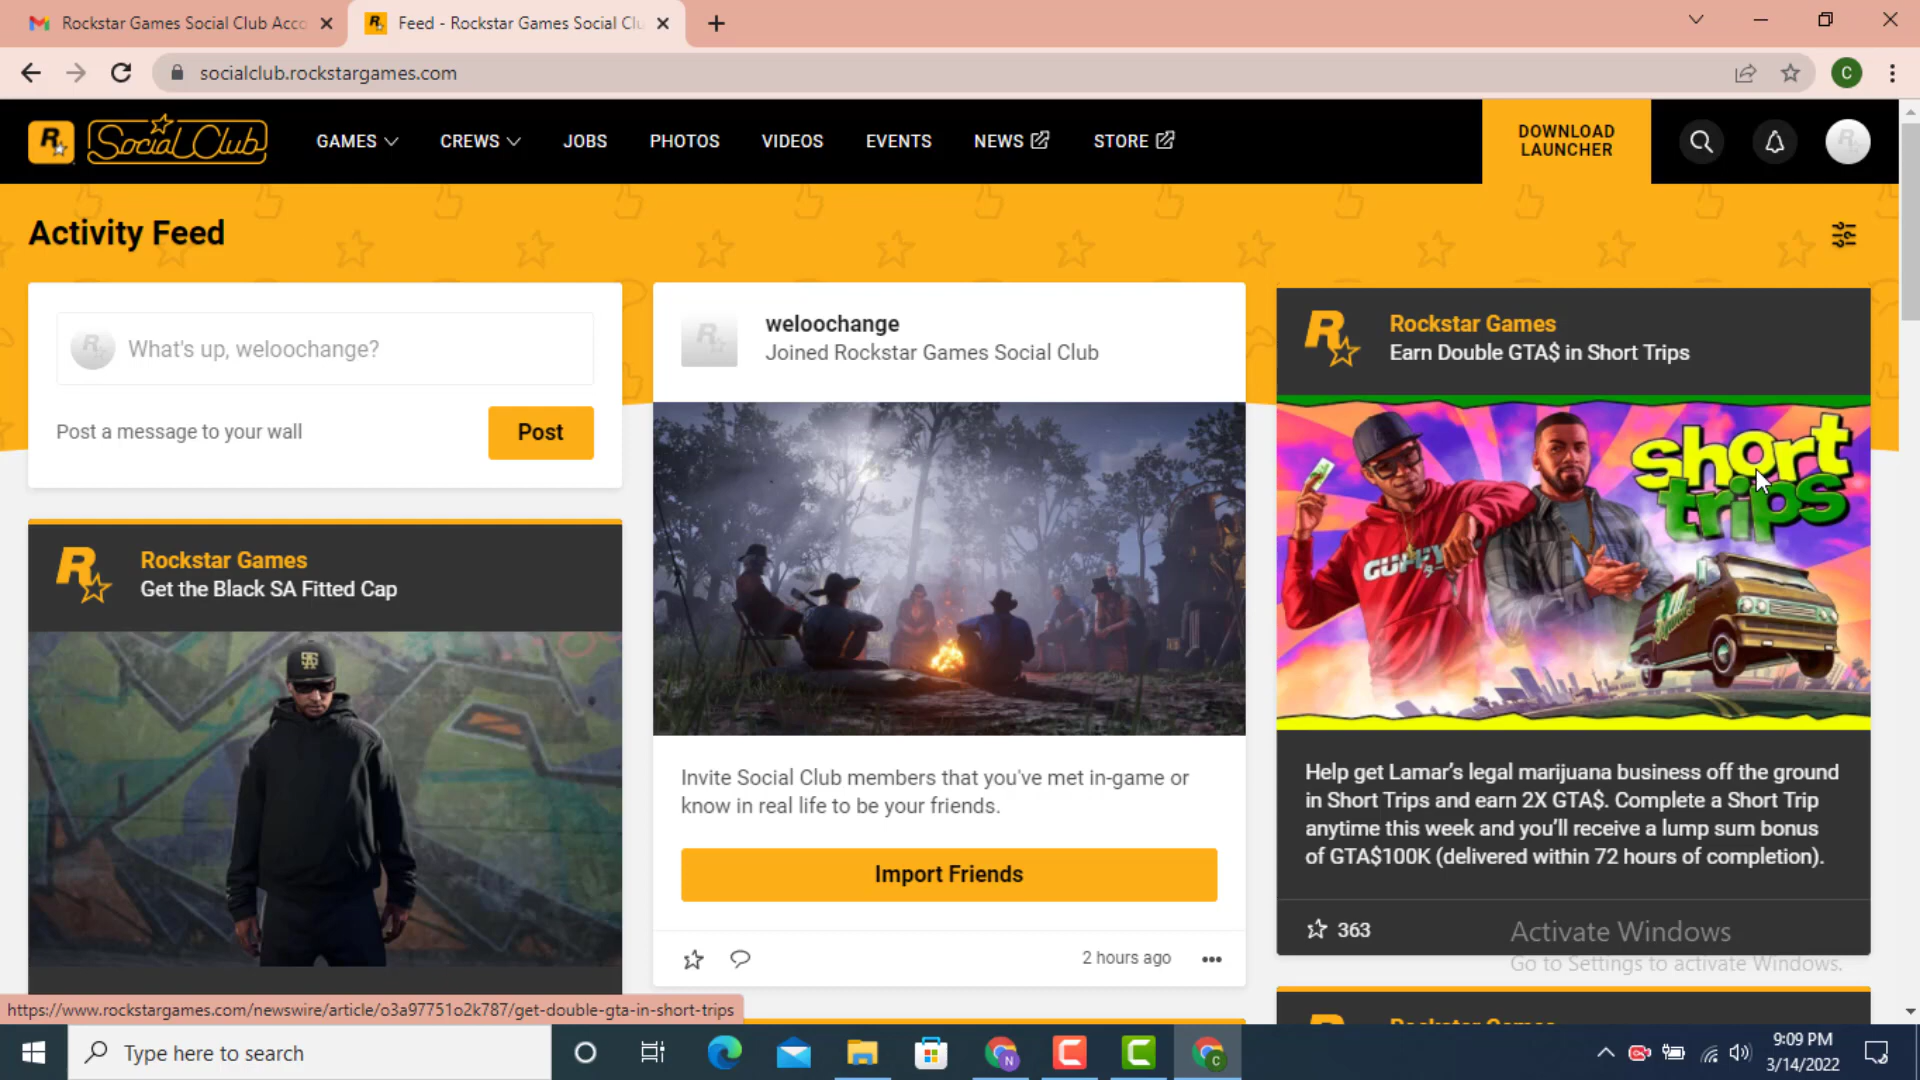 Rockstar Games Social Club Acco
Feed - Rockstar Games Social Clu
socialclub.rockstargames.com
C
R
Social Club
GAMES
CREWS
JOBS
PHOTOS
VIDEOS
EVENTS
NEWS
STORE
DOWNLOAD
LAUNCHER
Activity Feed
What's up, weloochange?
Post a message to your wall
Post
Rockstar Games
Get the Black SA Fitted Cap
weloochange
Joined Rockstar Games Social Club
Invite Social Club members that you've met in-game or
know in real life to be your friends.
Import Friends
2 hours ago
Rockstar Games
Earn Double GTA$ in Short Trips
short
trips
GUFFY
Help get Lamar's legal marijuana business off the ground
in Short Trips and earn 2X GTA$. Complete a Short Trip
anytime this week and you'll receive a lump sum bonus
of GTA$100K (delivered within 72 hours of completion).
363
Activate Windows
Go to Settings to activate Windows.
Rockstar Games
https://www.rockstargames.com/newswire/article/o3a97751o2k787/get-double-gta-in-short-trips
Type here to search
N
C
9:09 PM
3/14/2022